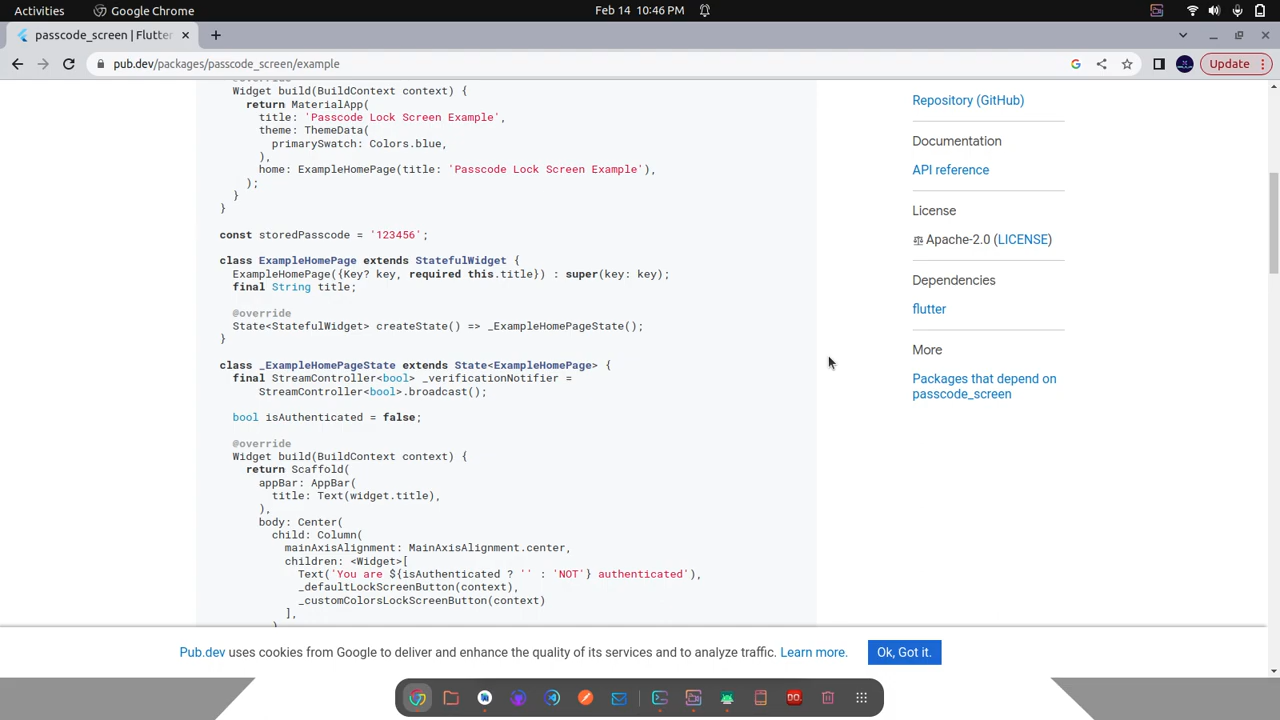 Activities
Google Chrome
Feb 14 10:46 PM
passcode_screen | Flutter
pub.dev/packages/passcode_screen/example
Update
Widget build(BuildContext context) {
return MaterialApp(
title: 'Passcode Lock Screen Example',
theme: ThemeData(
primarySwatch: Colors.blue,
),
home: ExampleHomePage(title: 'Passcode Lock Screen Example'),
);
}
}
const storedPasscode = '123456';
class ExampleHomePage extends StatefulWidget {
ExampleHomePage({Key? key, required this.title}) : super(key: key);
final String title;
@override
State<StatefulWidget> createState() => _ExampleHomePageState();
}
class _ExampleHomePageState extends State<ExampleHomePage> {
final StreamController<bool> _verificationNotifier =
StreamController<bool>.broadcast();
bool isAuthenticated = false;
@override
Widget build(BuildContext context) {
return Scaffold(
appBar: AppBar(
title: Text(widget.title),
),
body: Center(
child: Column(
mainAxisAlignment: MainAxisAlignment.center,
children: <Widget>[
Text('You are ${isAuthenticated ? '' : 'NOT'} authenticated'),
_defaultLockScreenButton(context),
_customColorsLockScreenButton(context)
],
Repository (GitHub)
Documentation
API reference
License
Apache-2.0 (LICENSE)
Dependencies
flutter
More
Packages that depend on
passcode_screen
Pub.dev uses cookies from Google to deliver and enhance the quality of its services and to analyze traffic. Learn more.
Ok, Got it.